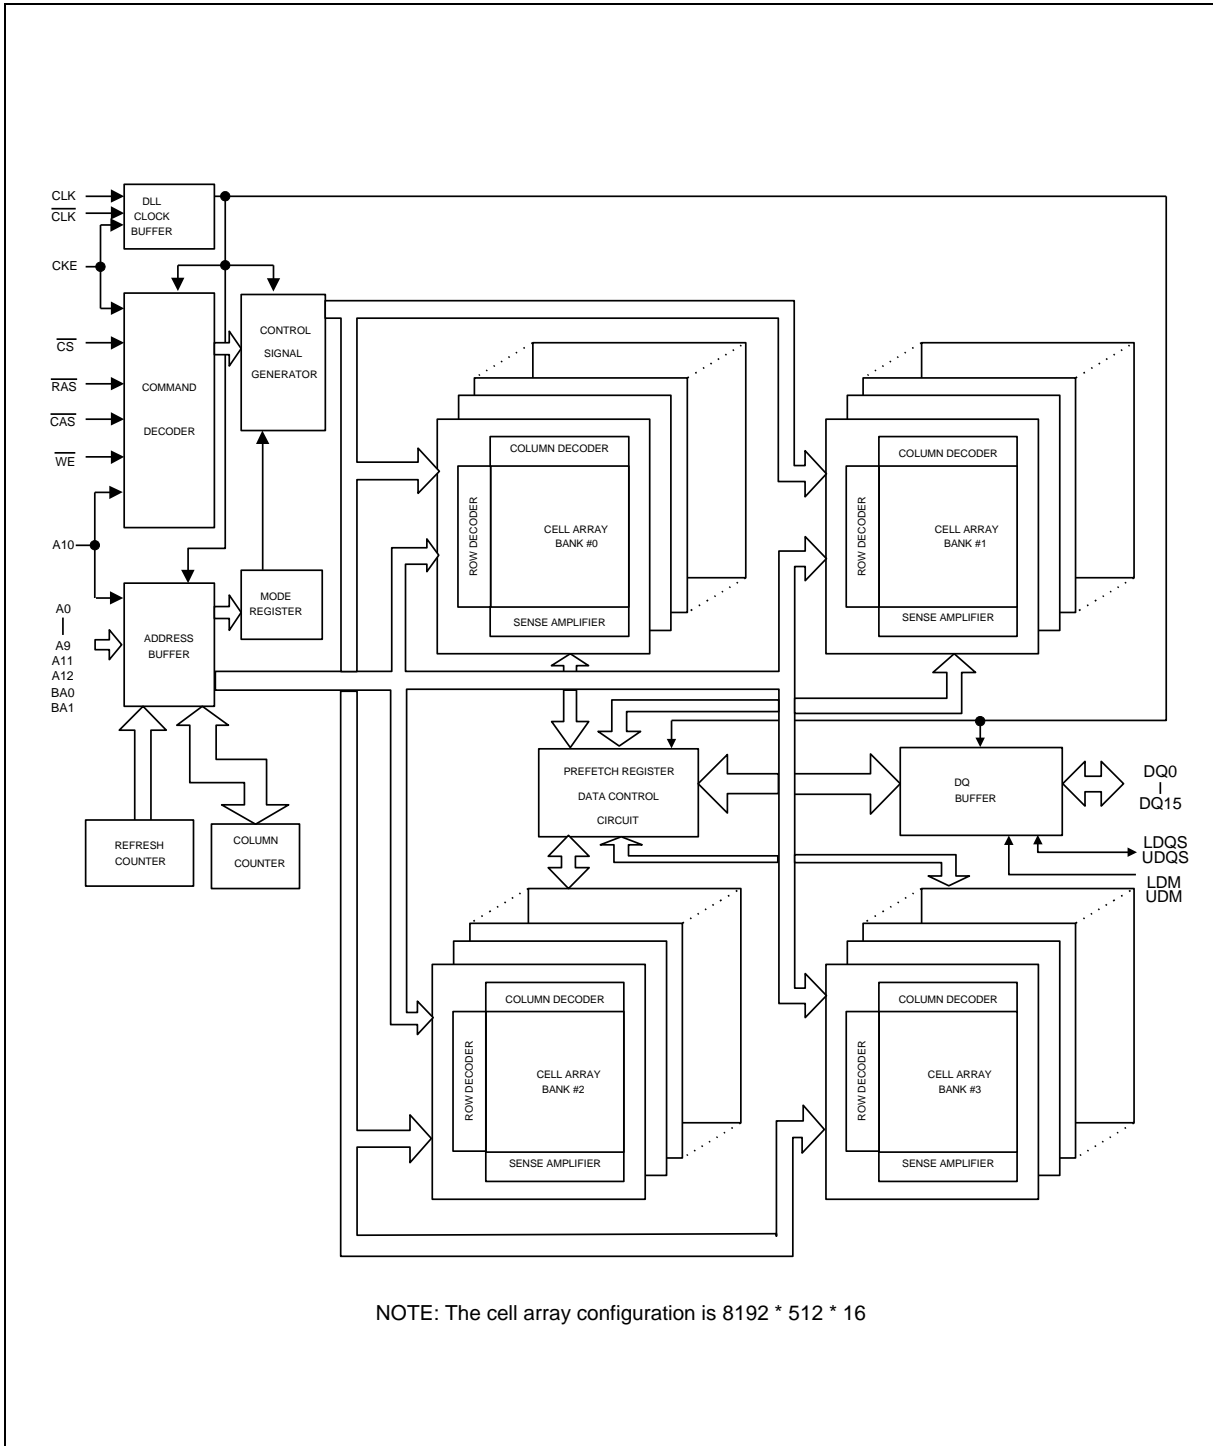 CLK
CLK
CKE
CS
RAS
CAS
WE
A10
A0
A9
A11
A12
BA0
BA1
DLL
CLOCK
BUFFER
COMMAND
DECODER
CONTROL
SIGNAL
GENERATOR
ADDRESS
BUFFER
MODE
REGISTER
REFRESH
COUNTER
COLUMN
COUNTER
COLUMN DECODER
ROW DECODER
CELL ARRAY
BANK #0
SENSE AMPLIFIER
COLUMN DECODER
ROW DECODER
CELL ARRAY
BANK #1
SENSE AMPLIFIER
PREFETCH REGISTER
DATA CONTROL
CIRCUIT
DQ
BUFFER
DQ0
DQ15
LDQS
UDQS
LDM
UDM
COLUMN DECODER
ROW DECODER
CELL ARRAY
BANK #2
SENSE AMPLIFIER
COLUMN DECODER
ROW DECODER
CELL ARRAY
BANK #3
SENSE AMPLIFIER
NOTE: The cell array configuration is 8192 * 512 * 16